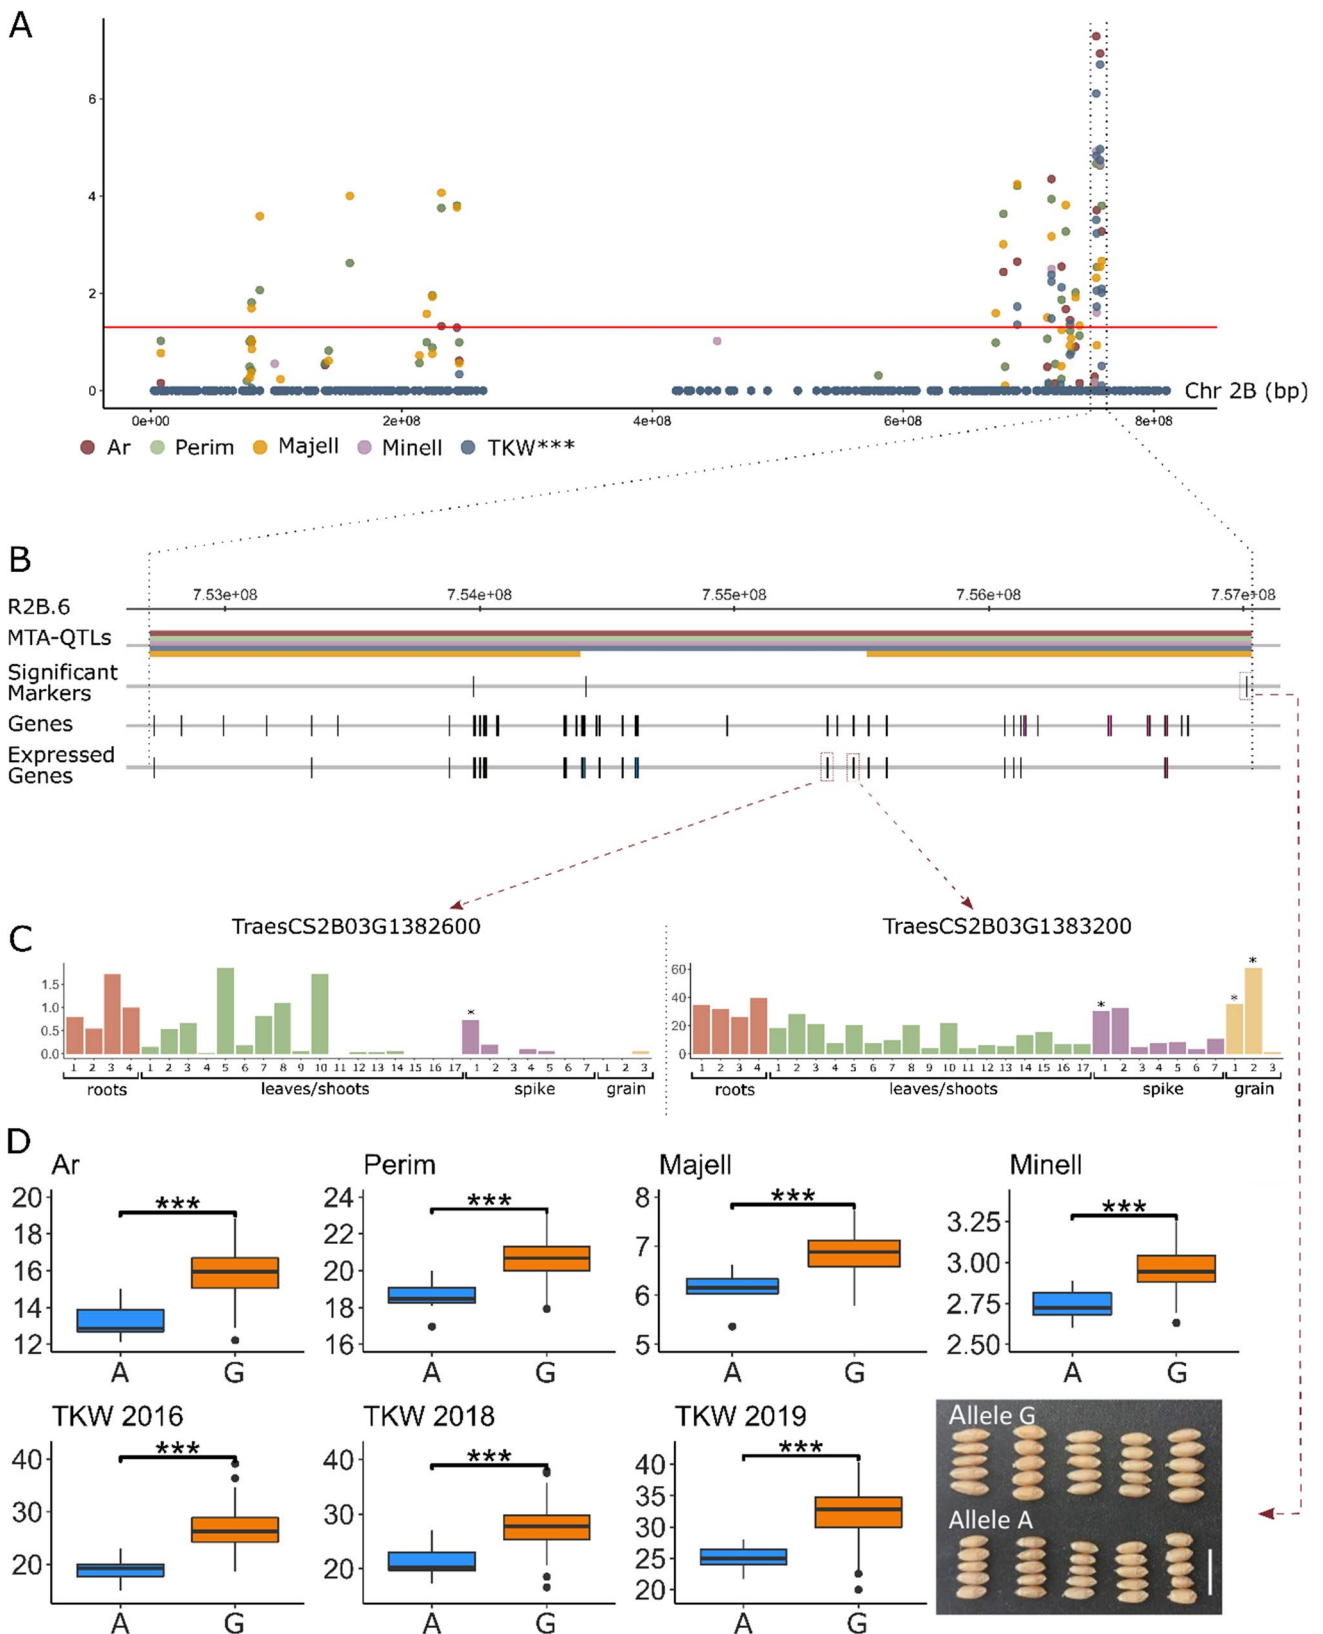 A
6
4
2
0
Chr 2B (bp)
0e+00 2e+08 4e+08 6e+08 8e+08
Ar Perim Majell Minell TKW***
B
7.53e+08 7.54e+08 7.55e+08 7.56e+08 7.57e+08
R2B.6
MTA-QTLs
Significant
Markers
Genes
Expressed
Genes
C
TraesCS2B03G1382600 TraesCS2B03G1383200
1.5
1.0
0.5
0.0
*
1 2 3 4 1 2 3 4 5 6 7 8 9 10 11 12 13 14 15 16 17 1 2 3 4 5 6 7 1 2 3
roots leaves/shoots spike grain
60
40
20
0
* * *
1 2 3 4 1 2 3 4 5 6 7 8 9 10 11 12 13 14 15 16 17 1 2 3 4 5 6 7 1 2 3
roots leaves/shoots spike grain
D
Ar
20
18
16
14
12
***
A G
Perim
24
22
20
18
16
***
A G
Majell
8
7
6
5
***
A G
Minell
3.25
3.00
2.75
2.50
***
A G
TKW 2016
40
30
20
***
A G
TKW 2018
40
30
20
***
A G
TKW 2019
40
35
30
25
20
***
A G
Allele G
Allele A